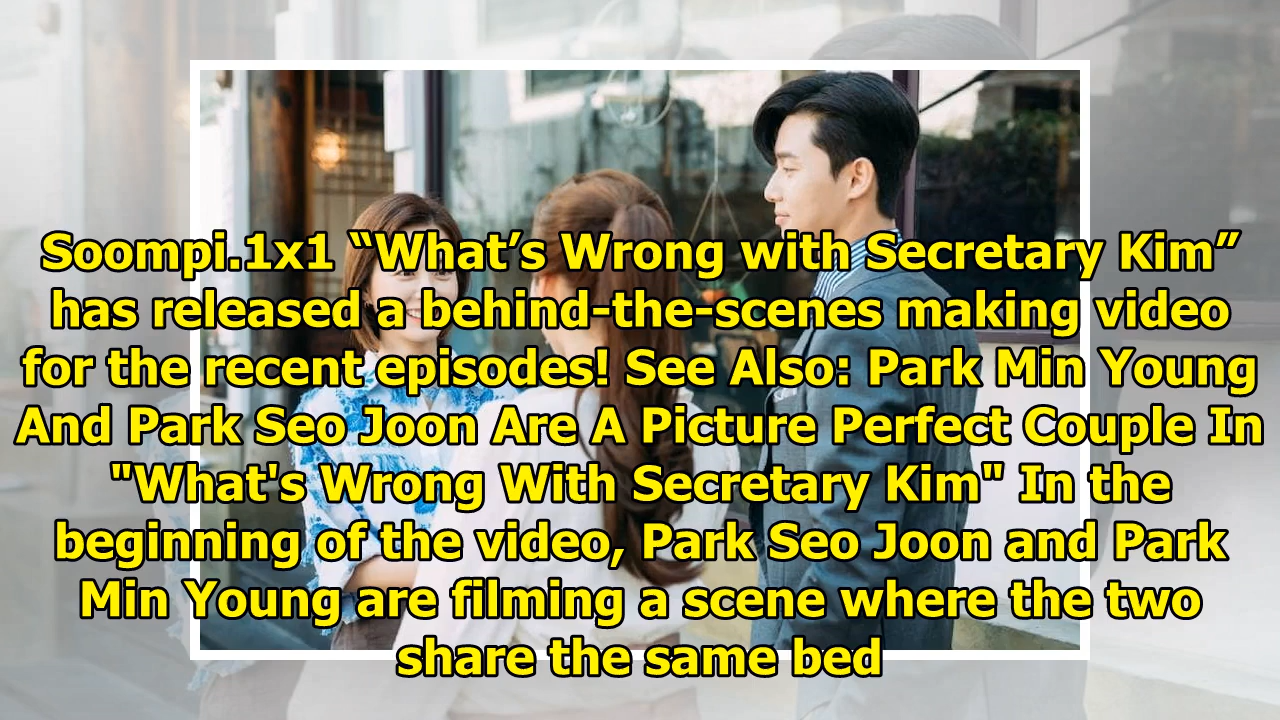 Soompi.1x1 “What’s Wrong with Secretary Kim”
has released a behind-the-scenes making video
for the recent episodes! See Also: Park Min Young
And Park Seo Joon Are A Picture Perfect Couple In
"What's Wrong With Secretary Kim" In the
beginning of the video, Park Seo Joon and Park
Min Young are filming a scene where the two
share the same bed